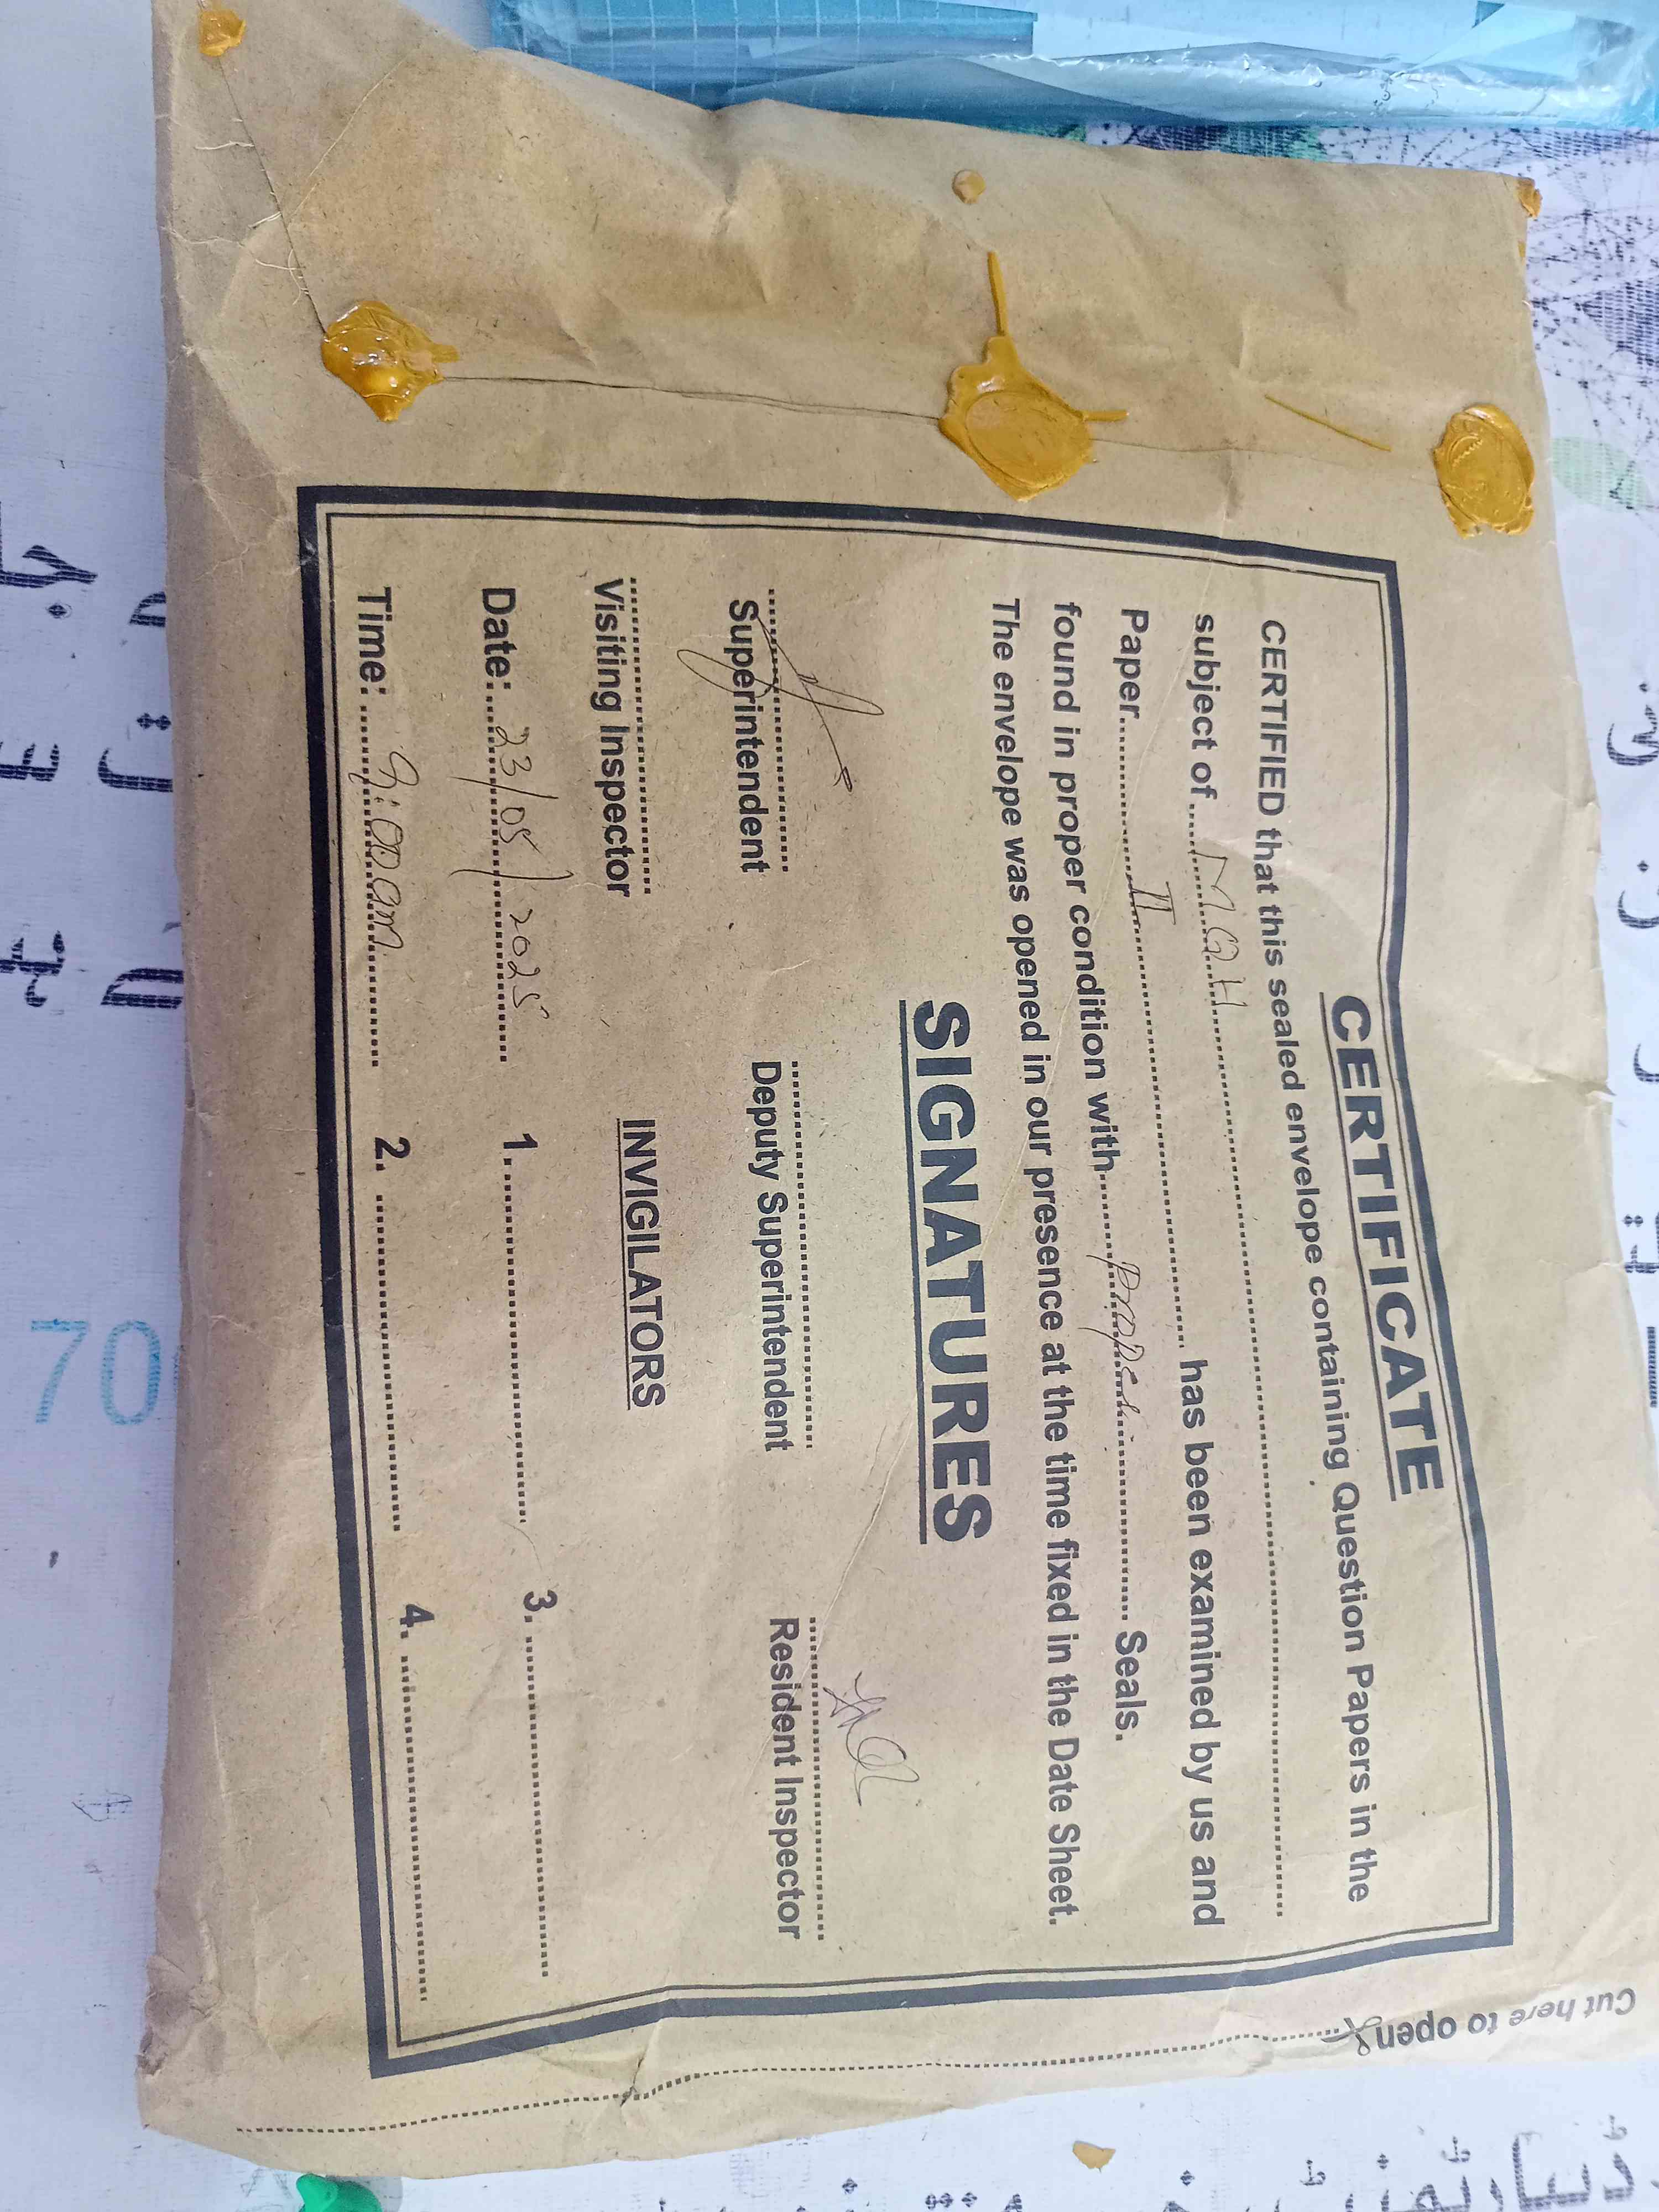 CERTIFICATE
CERTIFIED that this sealed envelope containing Question Papers in the
subject of M.Q.H
Paper II has been examined by us and
found in proper condition with proper Seals.
The envelope was opened in our presence at the time fixed in the Date Sheet.
SIGNATURES
Superintendent Deputy Superintendent Resident Inspector
Visiting Inspector
INVIGILATORS
Date: 23/05/2025 1. 3.
Time: 9:00 am 2. 4.
Cut here to open
70